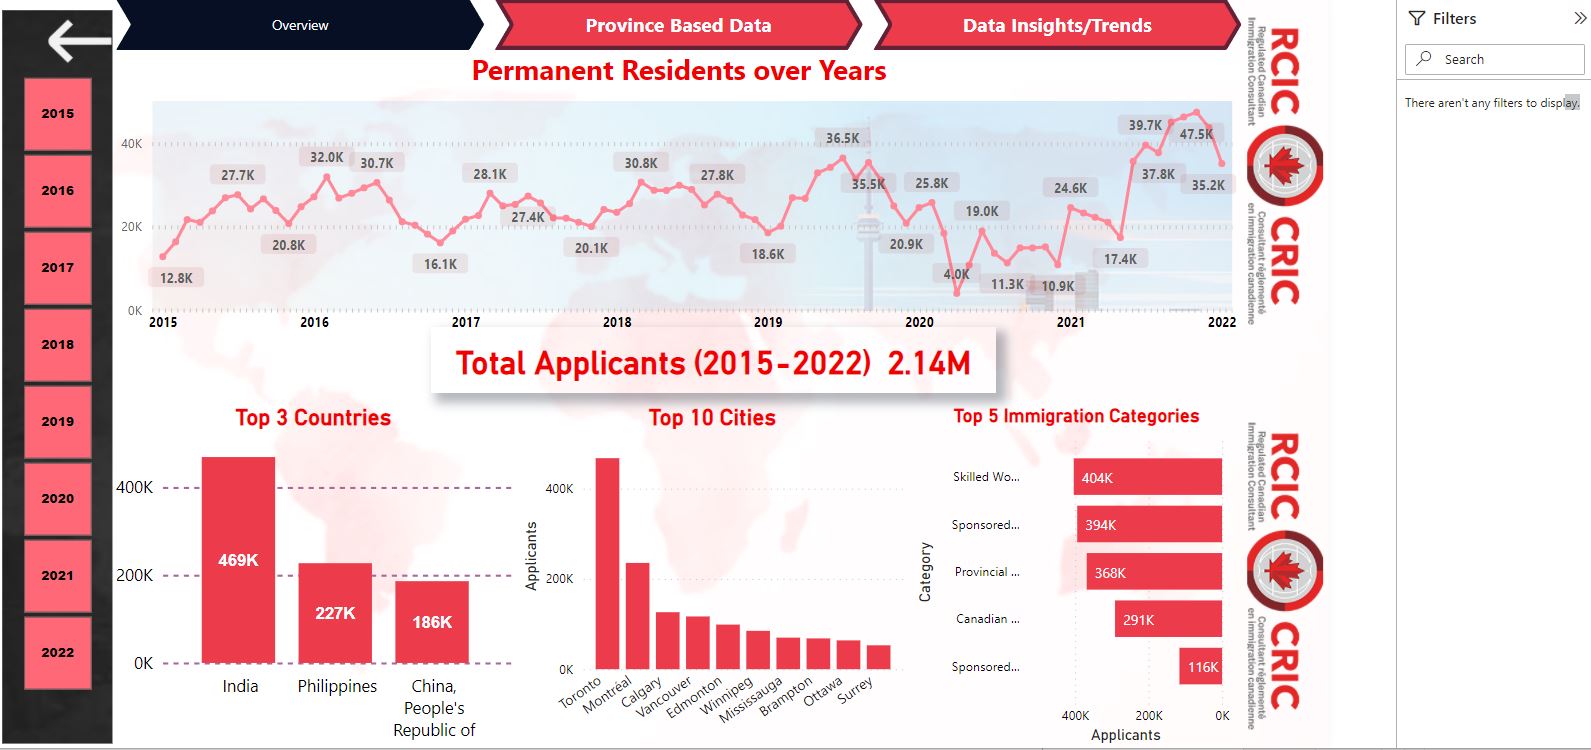 Overview
Province Based Data
Data Insights/Trends
Filters
Search
There aren't any filters to display.
2015
2016
2017
2018
2019
2020
2021
2022
Permanent Residents over Years
40K
20K
0K
12.8K
27.7K
20.8K
32.0K
30.7K
16.1K
28.1K
27.4K
20.1K
30.8K
27.8K
18.6K
36.5K
35.5K
20.9K
25.8K
4.0K
19.0K
11.3K
10.9K
24.6K
17.4K
39.7K
37.8K
47.5K
35.2K
2015
2016
2017
2018
2019
2020
2021
2022
Total Applicants (2015-2022) 2.14M
Top 3 Countries
400K
200K
0K
469K
227K
186K
India
Philippines
China,
People's
Republic of
Top 10 Cities
Applicants
400K
200K
0K
Toronto
Montréal
Calgary
Vancouver
Edmonton
Winnipeg
Mississauga
Brampton
Ottawa
Surrey
Top 5 Immigration Categories
Category
Skilled Wo...
404K
Sponsored...
394K
Provincial ...
368K
Canadian ...
291K
Sponsored...
116K
400K
200K
0K
Applicants
RCIC
Regulated Canadian
Immigration Consultant
CRIC
Consultant réglementé
en immigration canadienne
RCIC
Regulated Canadian
Immigration Consultant
CRIC
Consultant réglementé
en immigration canadienne